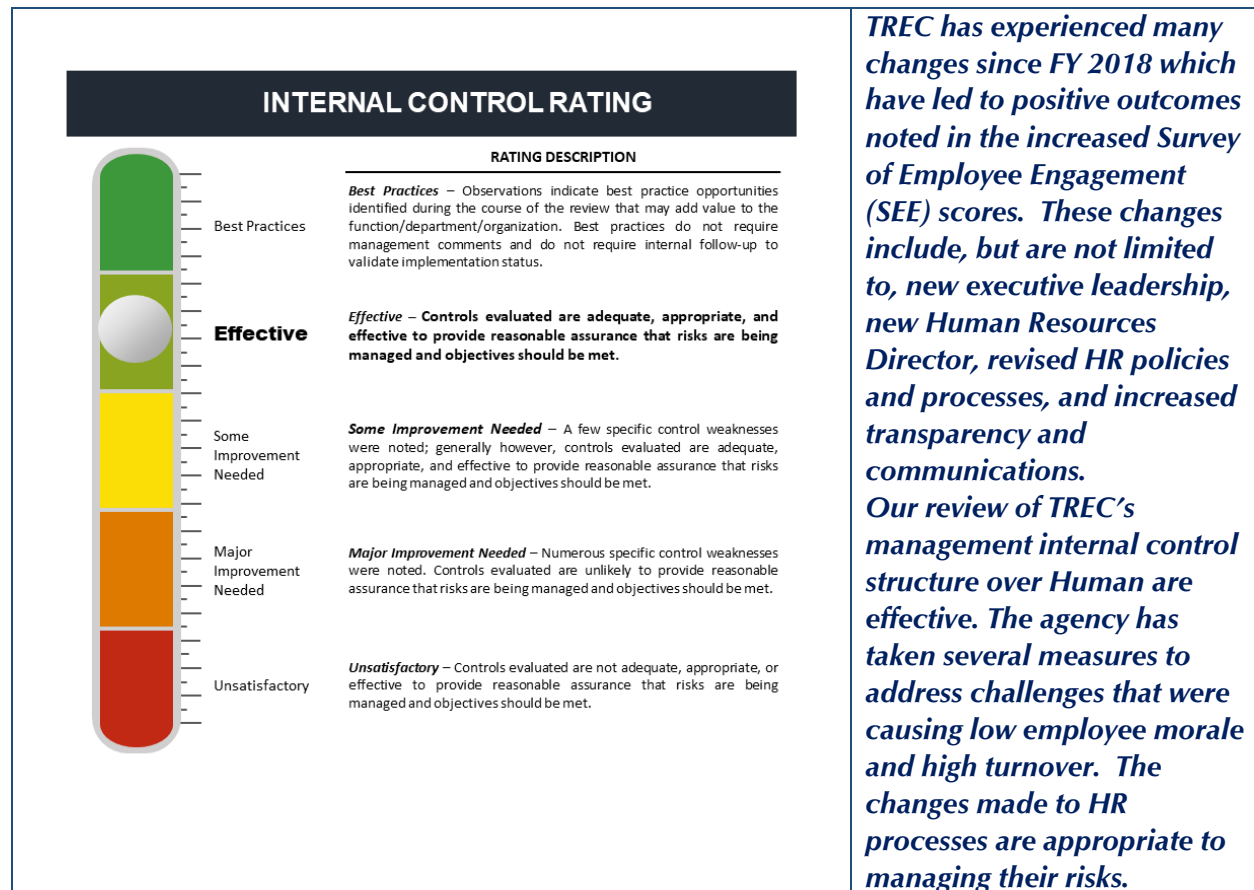 INTERNAL CONTROL RATING
RATING DESCRIPTION
Best Practices
Best Practices – Observations indicate best practice opportunities
identified during the course of the review that may add value to the
function/department/organization. Best practices do not require
management comments and do not require internal follow-up to
validate implementation status.
Effective
Effective – Controls evaluated are adequate, appropriate, and
effective to provide reasonable assurance that risks are being
managed and objectives should be met.
Some
Improvement
Needed
Some Improvement Needed – A few specific control weaknesses
were noted; generally however, controls evaluated are adequate,
appropriate, and effective to provide reasonable assurance that risks
are being managed and objectives should be met.
Major
Improvement
Needed
Major Improvement Needed – Numerous specific control weaknesses
were noted. Controls evaluated are unlikely to provide reasonable
assurance that risks are being managed and objectives should be met.
Unsatisfactory
Unsatisfactory – Controls evaluated are not adequate, appropriate, or
effective to provide reasonable assurance that risks are being
managed and objectives should be met.
TREC has experienced many
changes since FY 2018 which
have led to positive outcomes
noted in the increased Survey
of Employee Engagement
(SEE) scores.  These changes
include, but are not limited
to, new executive leadership,
new Human Resources
Director, revised HR policies
and processes, and increased
transparency and
communications.
Our review of TREC’s
management internal control
structure over Human are
effective. The agency has
taken several measures to
address challenges that were
causing low employee morale
and high turnover.  The
changes made to HR
processes are appropriate to
managing their risks.